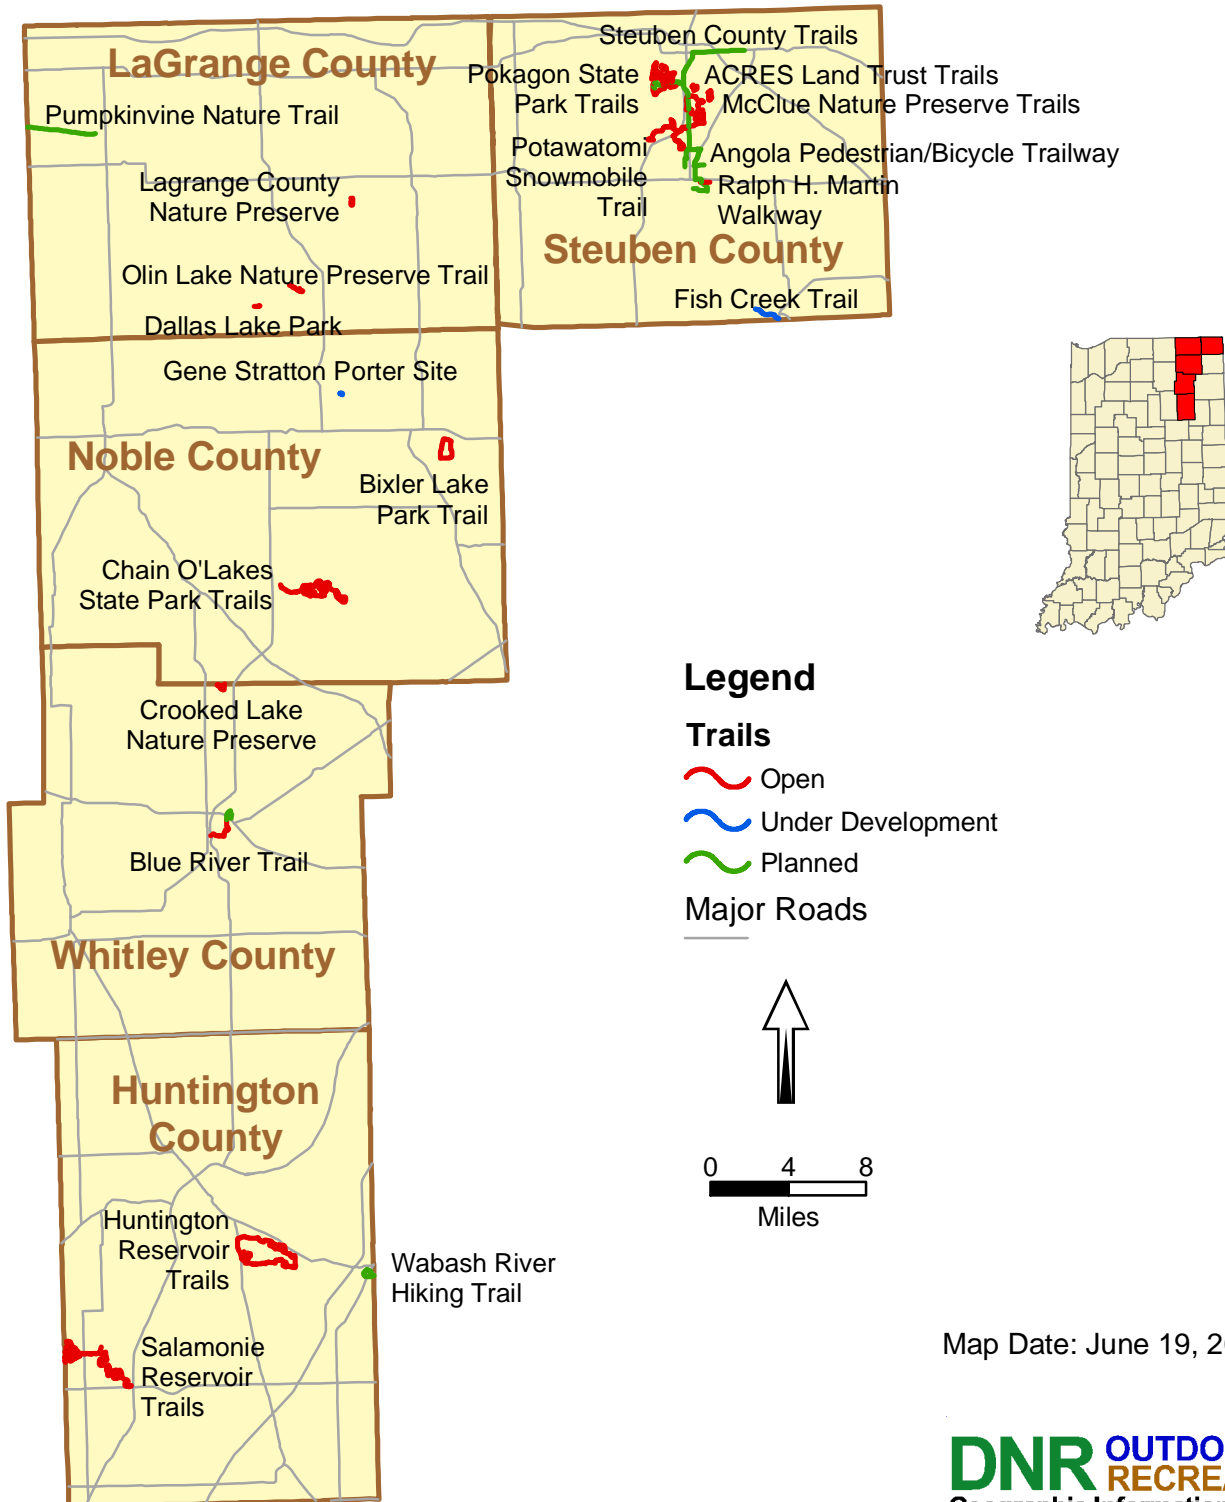 Steuben County Trails
LaGrange County
Pokagon State
Park Trails
ACRES Land Trust Trails
McClue Nature Preserve Trails
Pumpkinvine Nature Trail
Potawatomi
Snowmobile
Trail
Angola Pedestrian/Bicycle Trailway
Lagrange County
Nature Preserve
Ralph H. Martin
Walkway
Steuben County
Olin Lake Nature Preserve Trail
Fish Creek Trail
Dallas Lake Park
Gene Stratton Porter Site
Noble County
Bixler Lake
Park Trail
Chain O'Lakes
State Park Trails
Crooked Lake
Nature Preserve
Blue River Trail
Whitley County
Huntington
County
Huntington
Reservoir
Trails
Wabash River
Hiking Trail
Salamonie
Reservoir
Trails
Legend
Trails
Open
Under Development
Planned
Major Roads
0 4 8
Miles
Map Date: June 19,
DNR